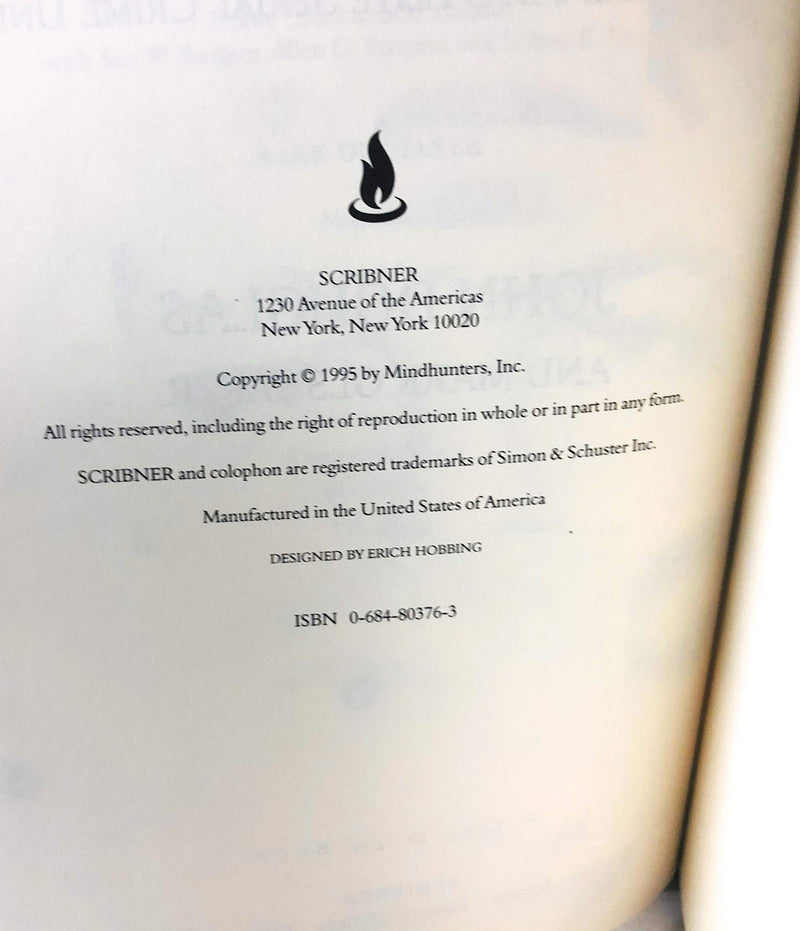 SCRIBNER
1230 Avenue of the Americas
New York, New York 10020
Copyright © 1995 by Mindhunters, Inc.
All rights reserved, including the right of reproduction in whole or in part in any form.
SCRIBNER and colophon are registered trademarks of Simon & Schuster Inc.
Manufactured in the United States of America
DESIGNED BY ERICH HOBBING
ISBN 0-684-80376-3